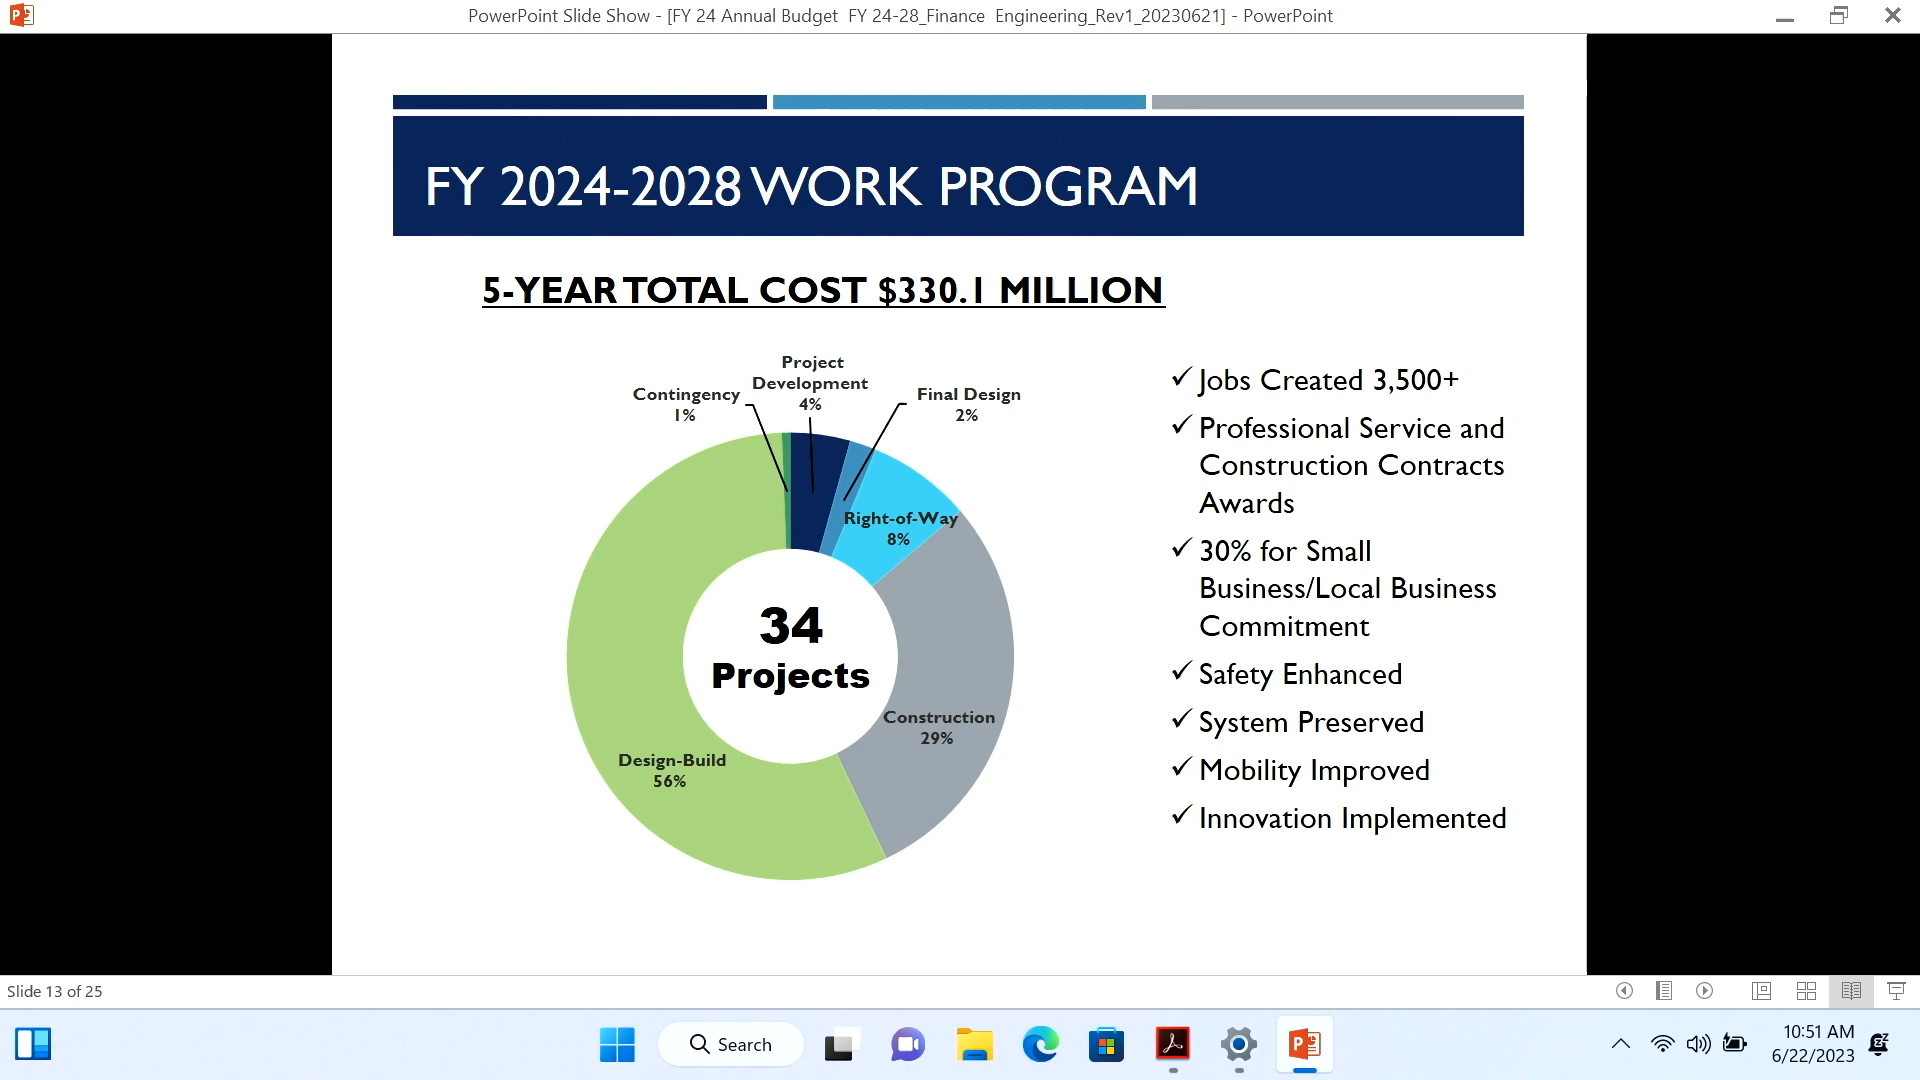 PowerPoint Slide Show - [FY 24 Annual Budget  FY 24-28_Finance  Engineering_Rev1_20230621] - PowerPoint
FY 2024-2028 WORK PROGRAM
5-YEAR TOTAL COST $330.1 MILLION
Project
Development
4%
Contingency
1%
Final Design
2%
Right-of-Way
8%
34
Projects
Construction
29%
Design-Build
56%
✓ Jobs Created 3,500+
✓ Professional Service and
Construction Contracts
Awards
✓ 30% for Small
Business/Local Business
Commitment
✓ Safety Enhanced
✓ System Preserved
✓ Mobility Improved
✓ Innovation Implemented
Slide 13 of 25
Search
10:51 AM
6/22/2023